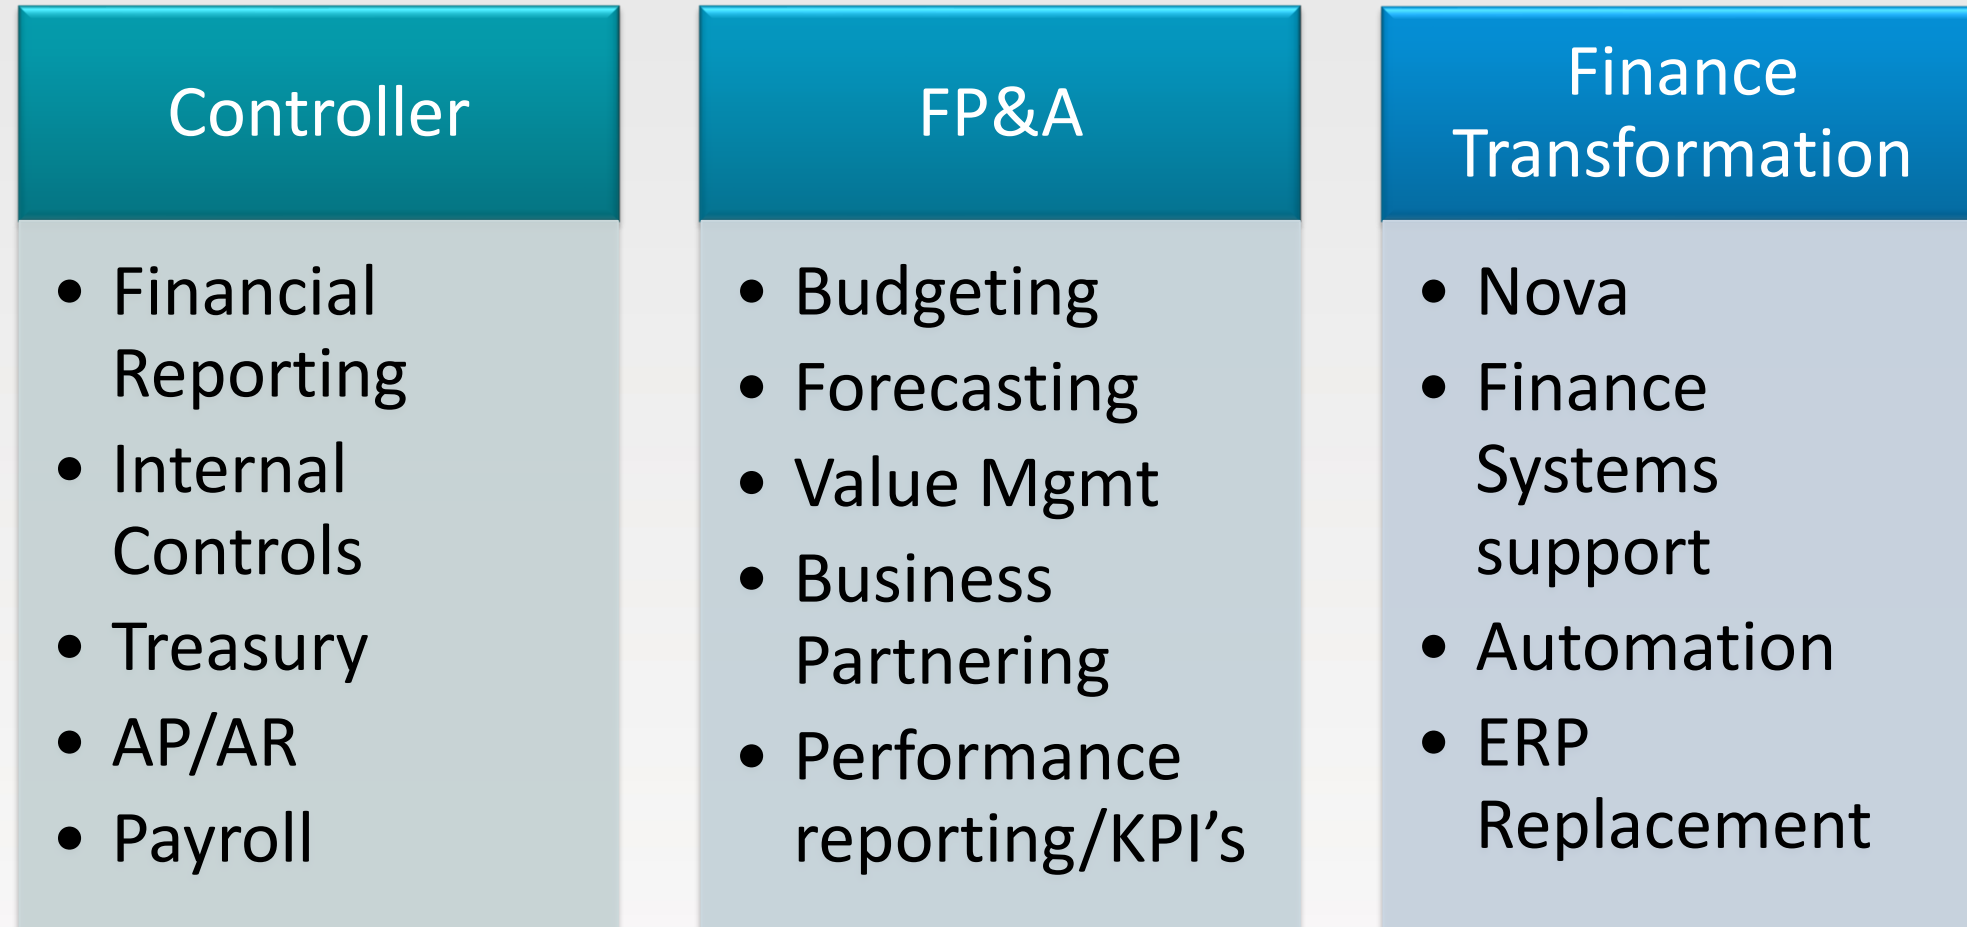 Controller
• Financial
Reporting
• Internal
Controls
• Treasury
• AP/AR
• Payroll
FP&A
• Budgeting
• Forecasting
• Value Mgmt
• Business
Partnering
• Performance
reporting/KPI’s
Finance
Transformation
• Nova
• Finance
Systems
support
• Automation
• ERP
Replacement